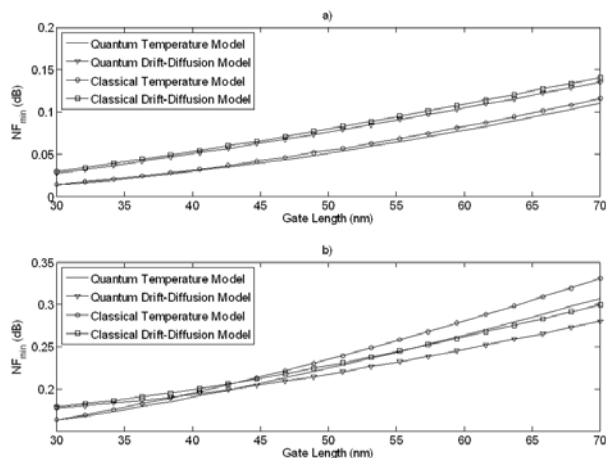 a)
0.2
0.15
0.1
0.05
0
NFmin (dB)
Quantum Temperature Model
Quantum Drift-Diffusion Model
Classical Temperature Model
Classical Drift-Diffusion Model
30 35 40 45 50 55 60 65 70
Gate Length (nm)
b)
0.35
0.3
0.25
0.2
0.15
NFmin (dB)
Quantum Temperature Model
Quantum Drift-Diffusion Model
Classical Temperature Model
Classical Drift-Diffusion Model
30 35 40 45 50 55 60 65 70
Gate Length (nm)